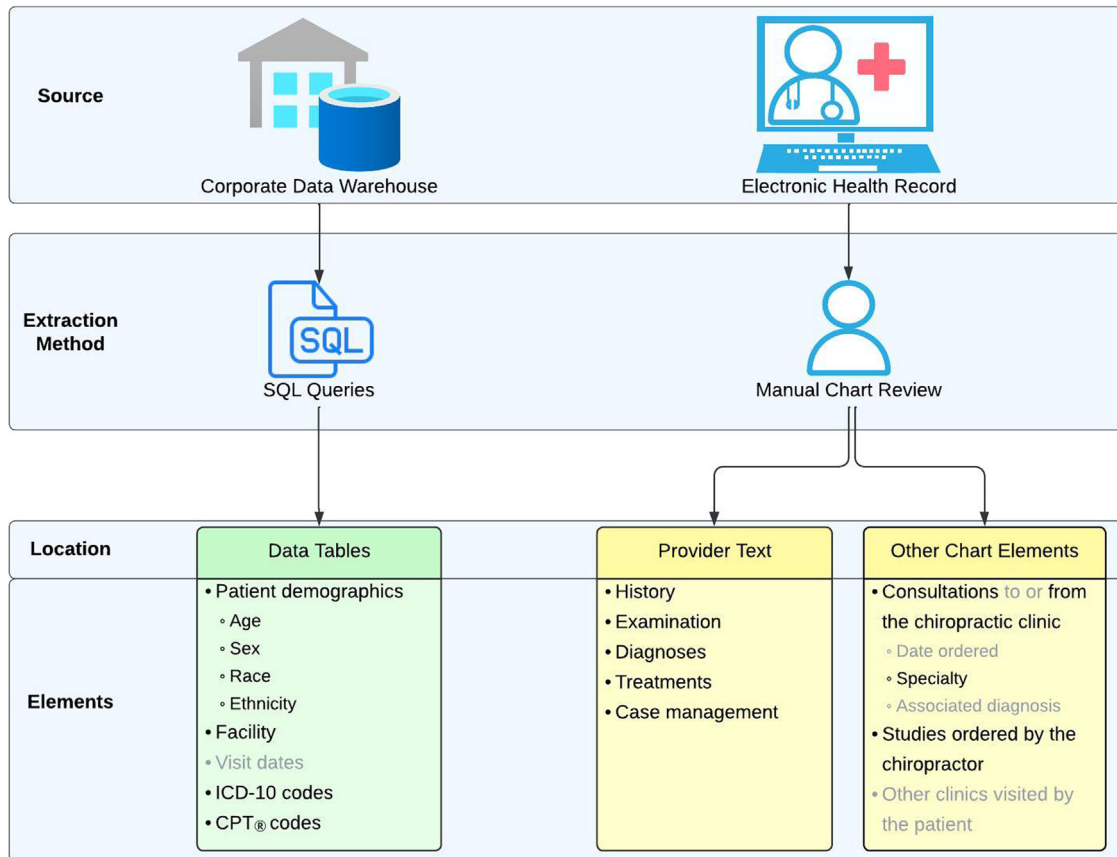 Source
Corporate Data Warehouse
Electronic Health Record
Extraction
Method
SQL
SQL Queries
Manual Chart Review
Location
Data Tables
Provider Text
Other Chart Elements
Elements
• Patient demographics
◦ Age
◦ Sex
◦ Race
◦ Ethnicity
• Facility
• Visit dates
• ICD-10 codes
• CPT® codes
• History
• Examination
• Diagnoses
• Treatments
• Case management
• Consultations to or from
the chiropractic clinic
◦ Date ordered
◦ Specialty
◦ Associated diagnosis
• Studies ordered by the
chiropractor
• Other clinics visited by
the patient